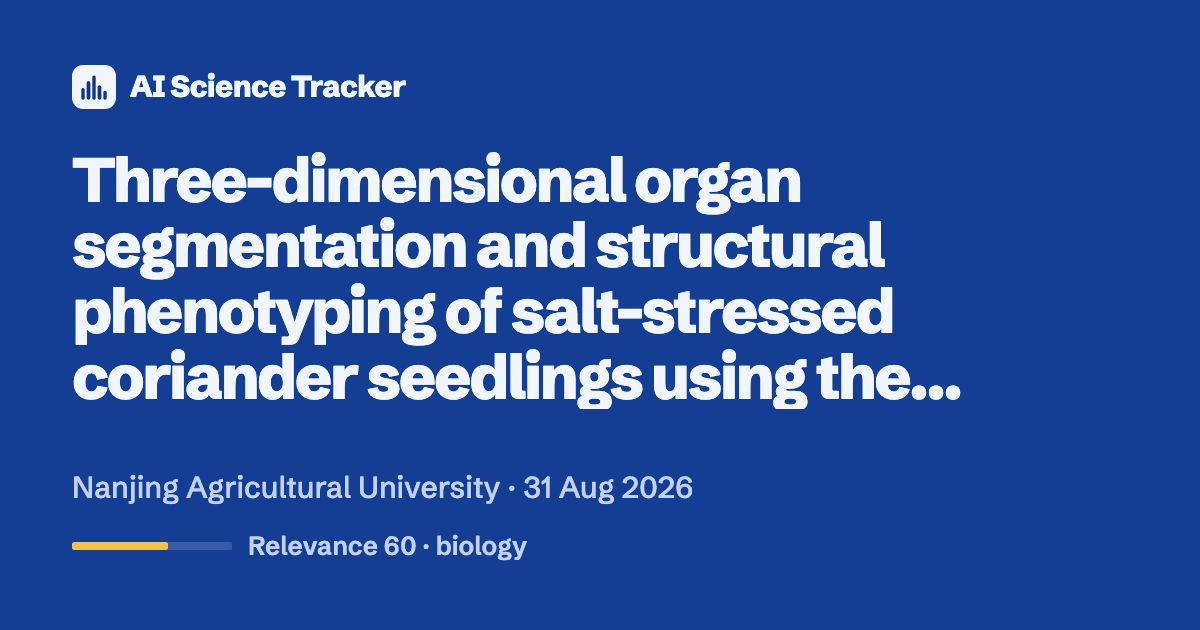 AI Science Tracker
Three-dimensional organ
segmentation and structural
phenotyping of salt-stressed
coriander seedlings using the...
Nanjing Agricultural University · 31 Aug 2026
Relevance 60 · biology